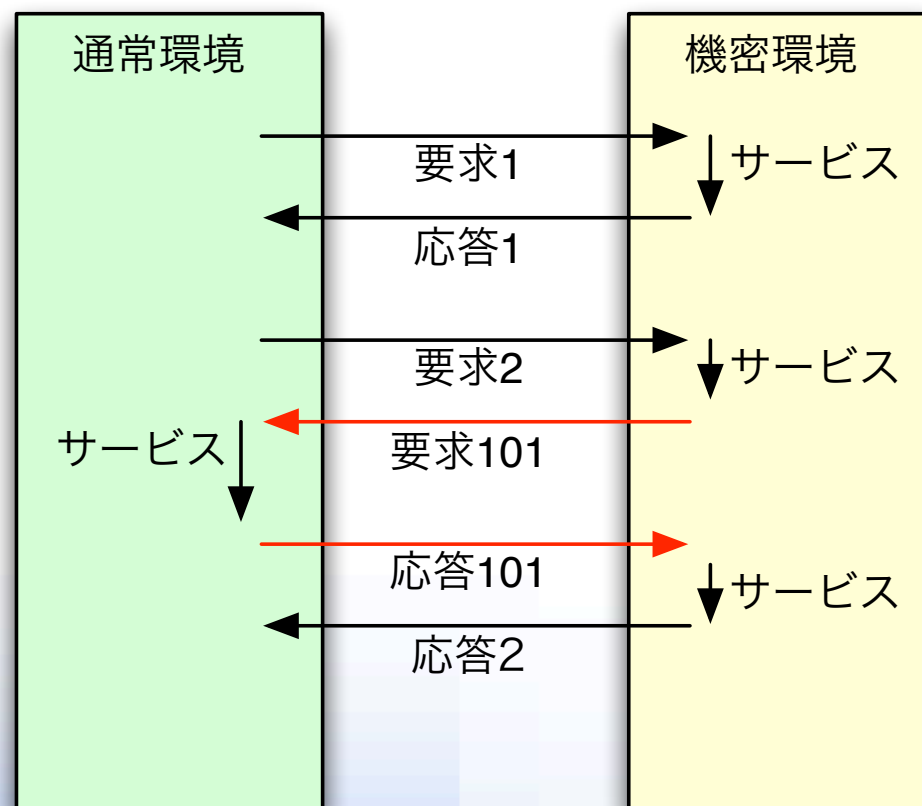 通常環境
機密環境
要求1
サービス
応答1
要求2
サービス
サービス
要求101
応答101
サービス
応答2